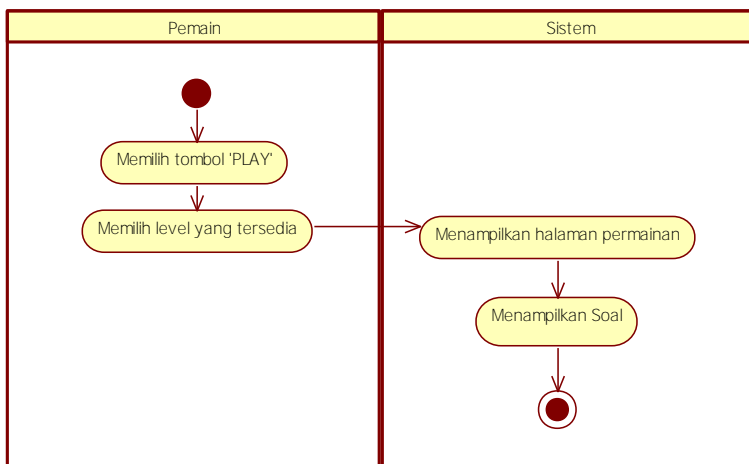 Pemain
Sistem
Memilih tombol 'PLAY'
Memilih level yang tersedia
Menampilkan halaman permainan
Menampilkan Soal